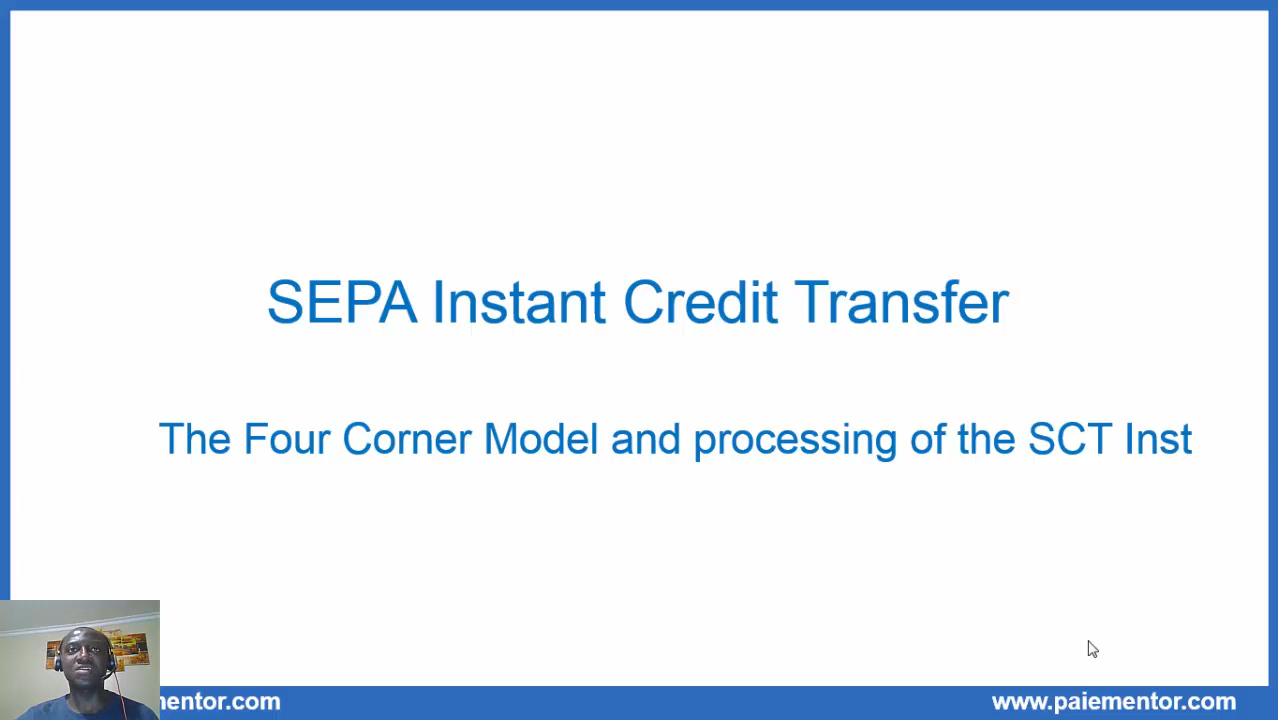 SEPA Instant Credit Transfer
The Four Corner Model and processing of the SCT Inst
mentor.com
www.paiementor.com